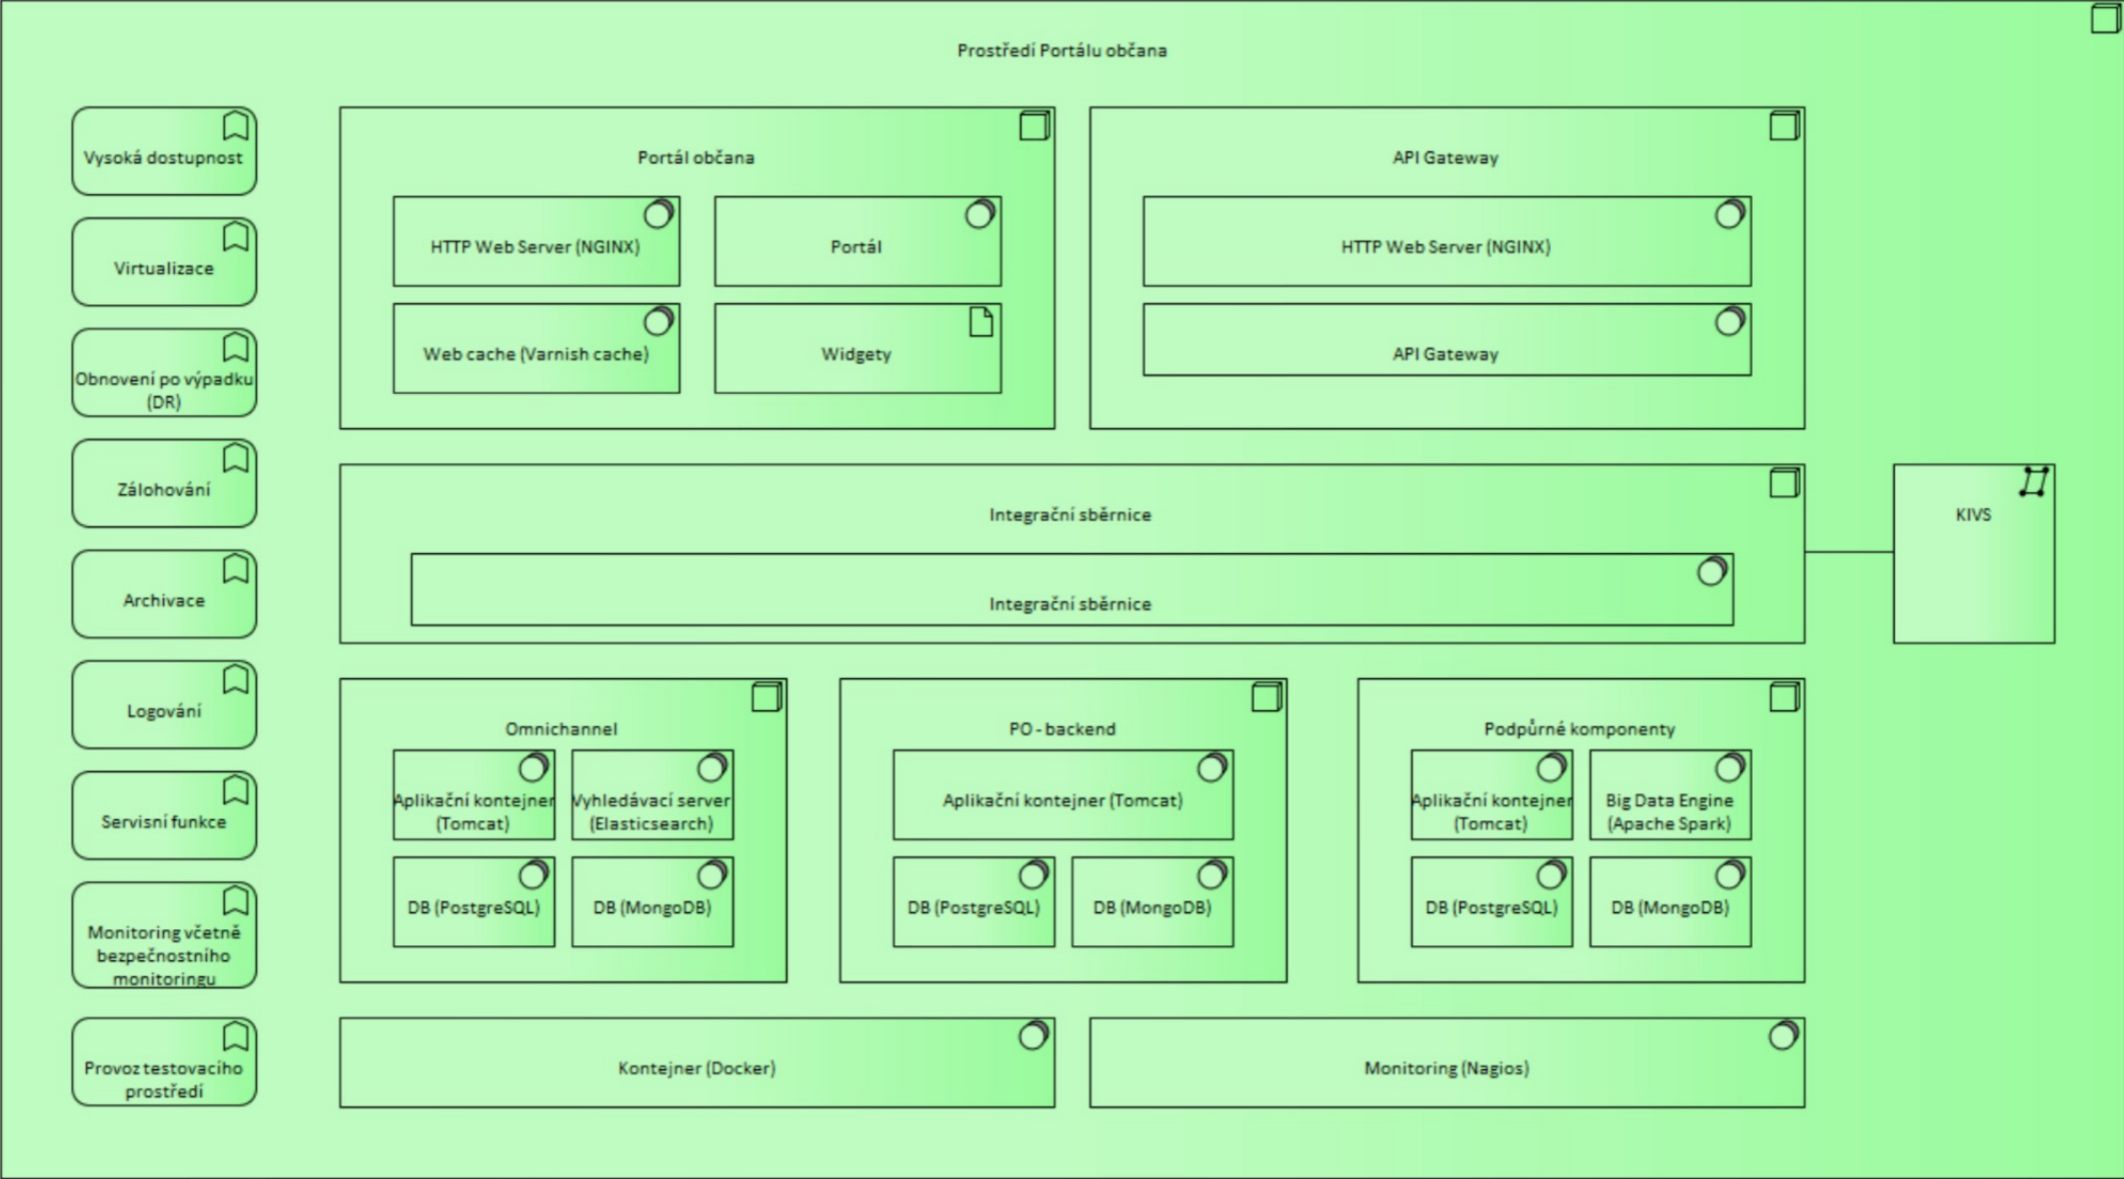 Prostředí Portálu občana
Vysoká dostupnost
Virtualizace
Obnovení po výpadku
(DR)
Zálohování
Archivace
Logování
Servisní funkce
Monitoring včetně
bezpečnostního
monitoringu
Provoz testovacího
prostředí
Portál občana
HTTP Web Server (NGINX)
Portál
Web cache (Varnish cache)
Widgety
API Gateway
HTTP Web Server (NGINX)
API Gateway
Integrační sběrnice
Integrační sběrnice
KIVS
Omnichannel
Aplikační kontejner
(Tomcat)
Vyhledávací server
(Elasticsearch)
DB (PostgreSQL)
DB (MongoDB)
PO - backend
Aplikační kontejner (Tomcat)
DB (PostgreSQL)
DB (MongoDB)
Podpůrné komponenty
Aplikační kontejner
(Tomcat)
Big Data Engine
(Apache Spark)
DB (PostgreSQL)
DB (MongoDB)
Kontejner (Docker)
Monitoring (Nagios)